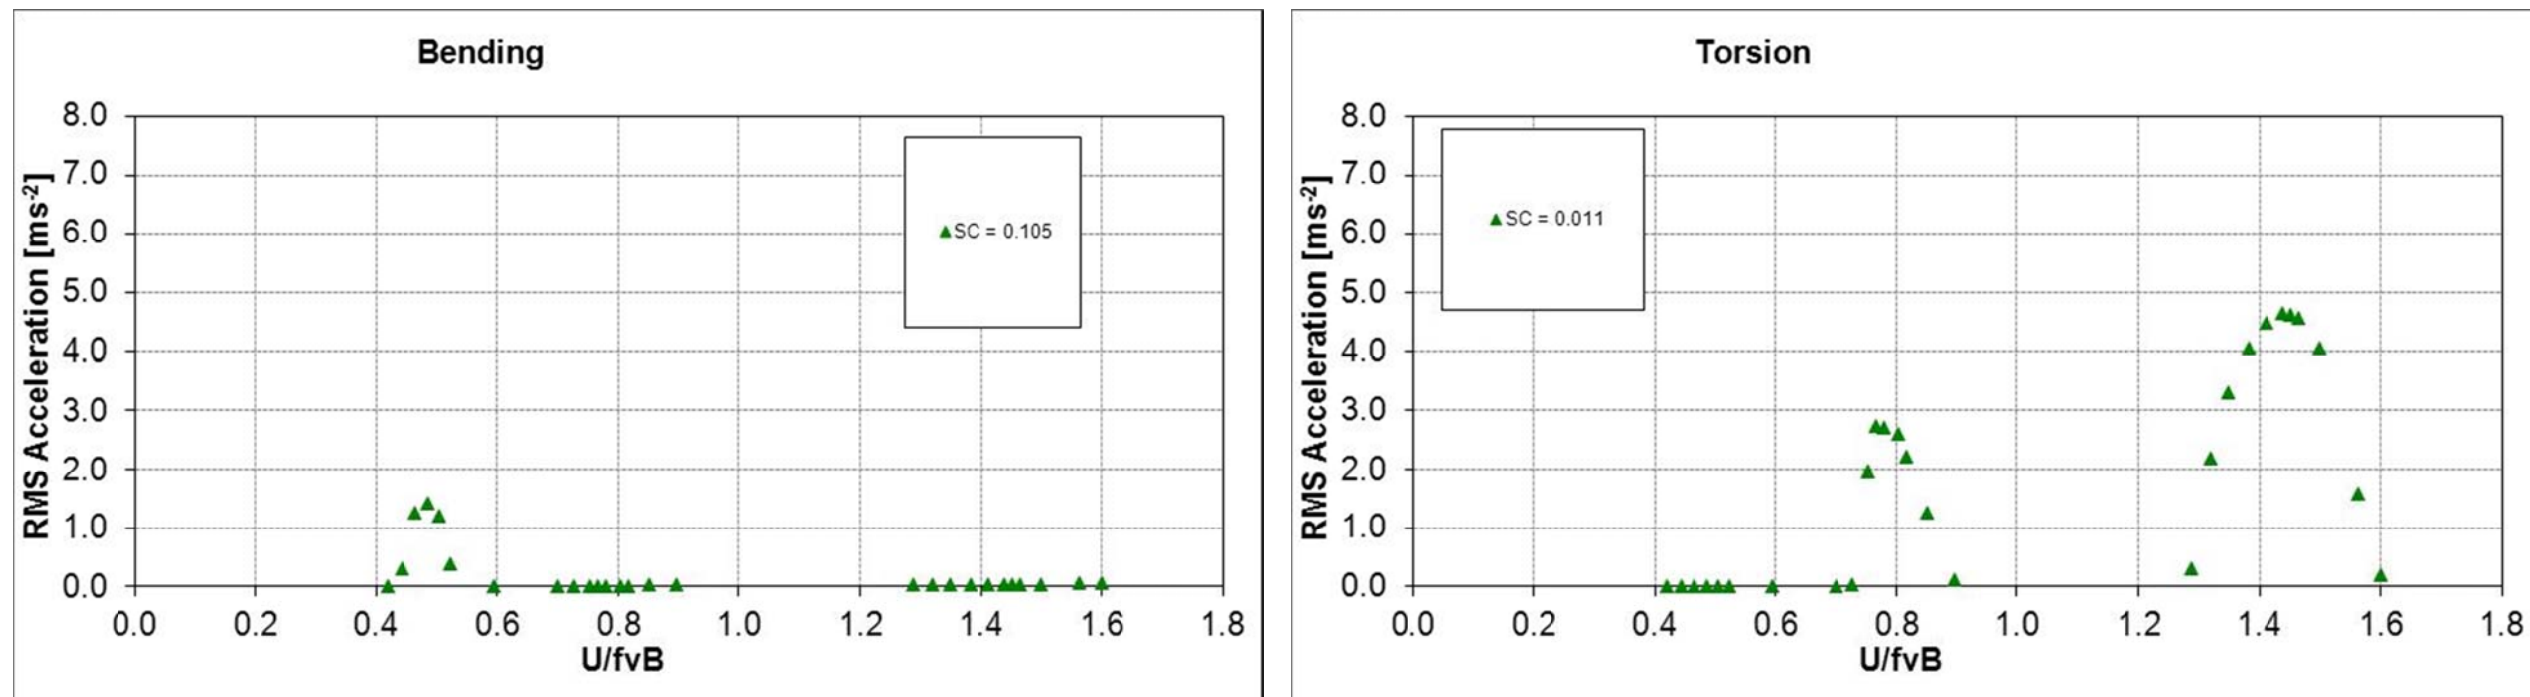 Bending
RMS Acceleration [ms⁻²]
8.0
7.0
6.0
5.0
4.0
3.0
2.0
1.0
0.0
SC = 0.105
0.0 0.2 0.4 0.6 0.8 1.0 1.2 1.4 1.6 1.8
U/fvB
Torsion
RMS Acceleration [ms⁻²]
8.0
7.0
6.0
5.0
4.0
3.0
2.0
1.0
0.0
SC = 0.011
0.0 0.2 0.4 0.6 0.8 1.0 1.2 1.4 1.6 1.8
U/fvB